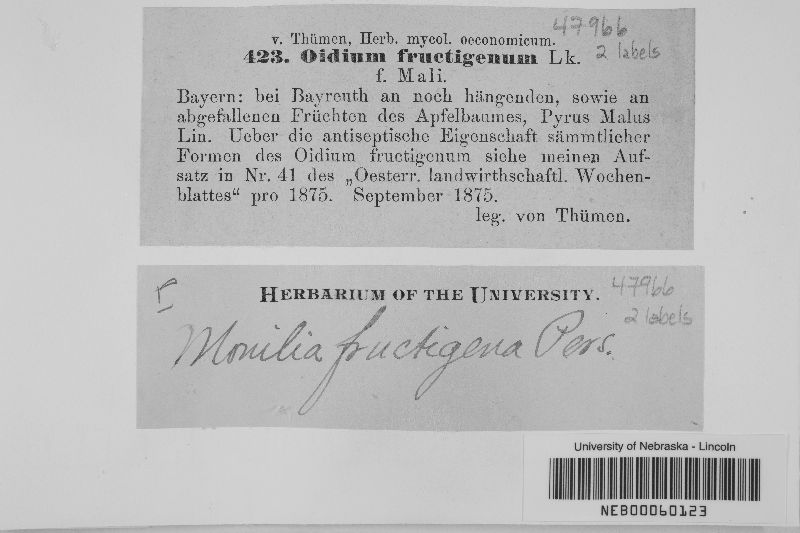 47966
2 labels
v. Thümen, Herb. mycol. oeconomicum.
423. Oidium fructigenum Lk.
f. Mali.
Bayern: bei Bayreuth an noch hängenden, sowie an
abgefallenen Früchten des Apfelbaumes, Pyrus Malus
Lin. Ueber die antiseptische Eigenschaft sämmtlicher
Formen des Oidium fructigenum siehe meinen Auf-
satz in Nr. 41 des „Oesterr. landwirthschaftl. Wochen-
blattes“ pro 1875. September 1875.
leg. von Thümen.
HERBARIUM OF THE UNIVERSITY.
47966
2 labels
Monilia fructigena Pers.
University of Nebraska - Lincoln
NEB00060123